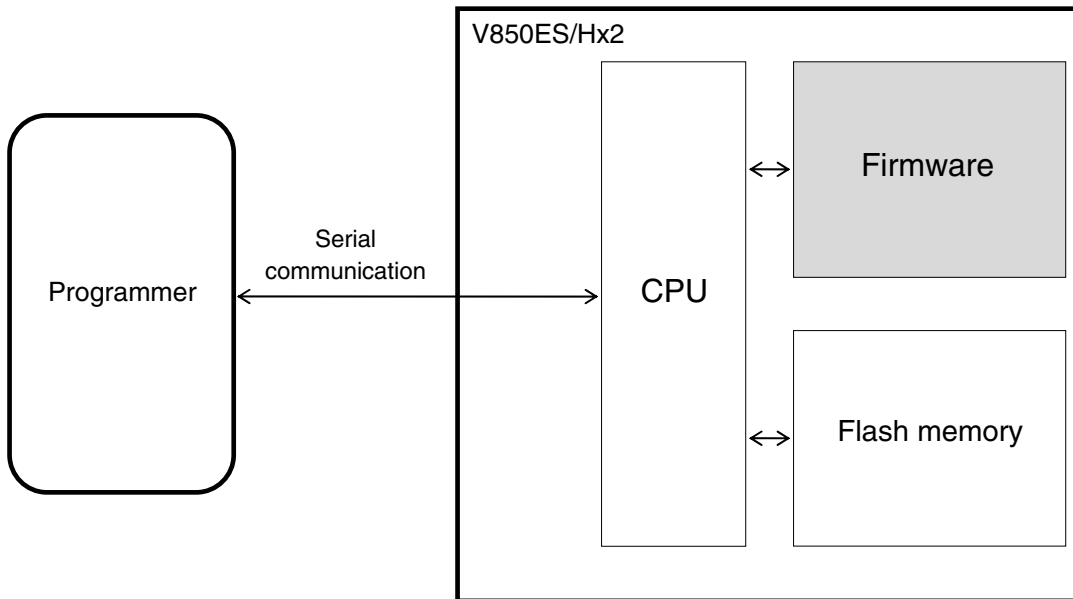 V850ES/Hx2
Firmware
Serial
communication
Programmer
CPU
Flash memory